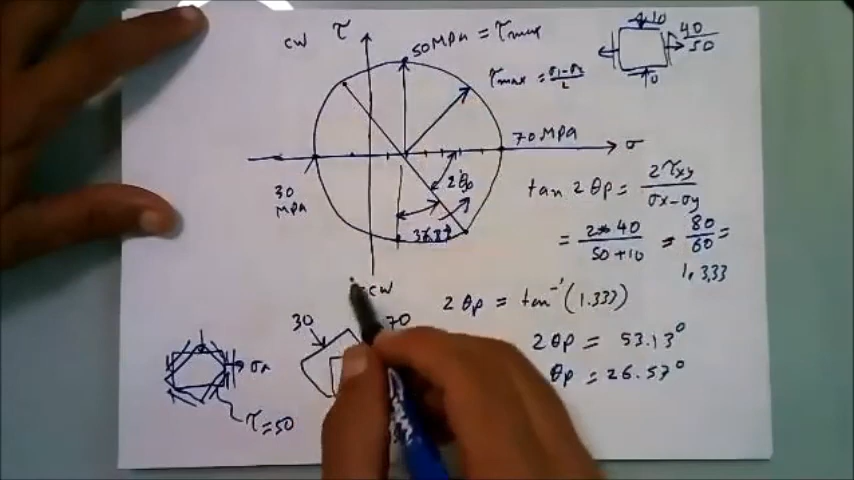 cw τ
50 MPa = τmax
τmax = σ1-σ2 / 2
10
40
50
10
70 MPa
σ
30
MPa
2θp
36.87
tan 2θp = 2τxy / σx-σy
= 2*40 / 50+10 = 80 / 60 =
1.333
ccw
2θp = tan⁻¹(1.333)
2θp = 53.13°
θp = 26.57°
30
70
σn
τ=50